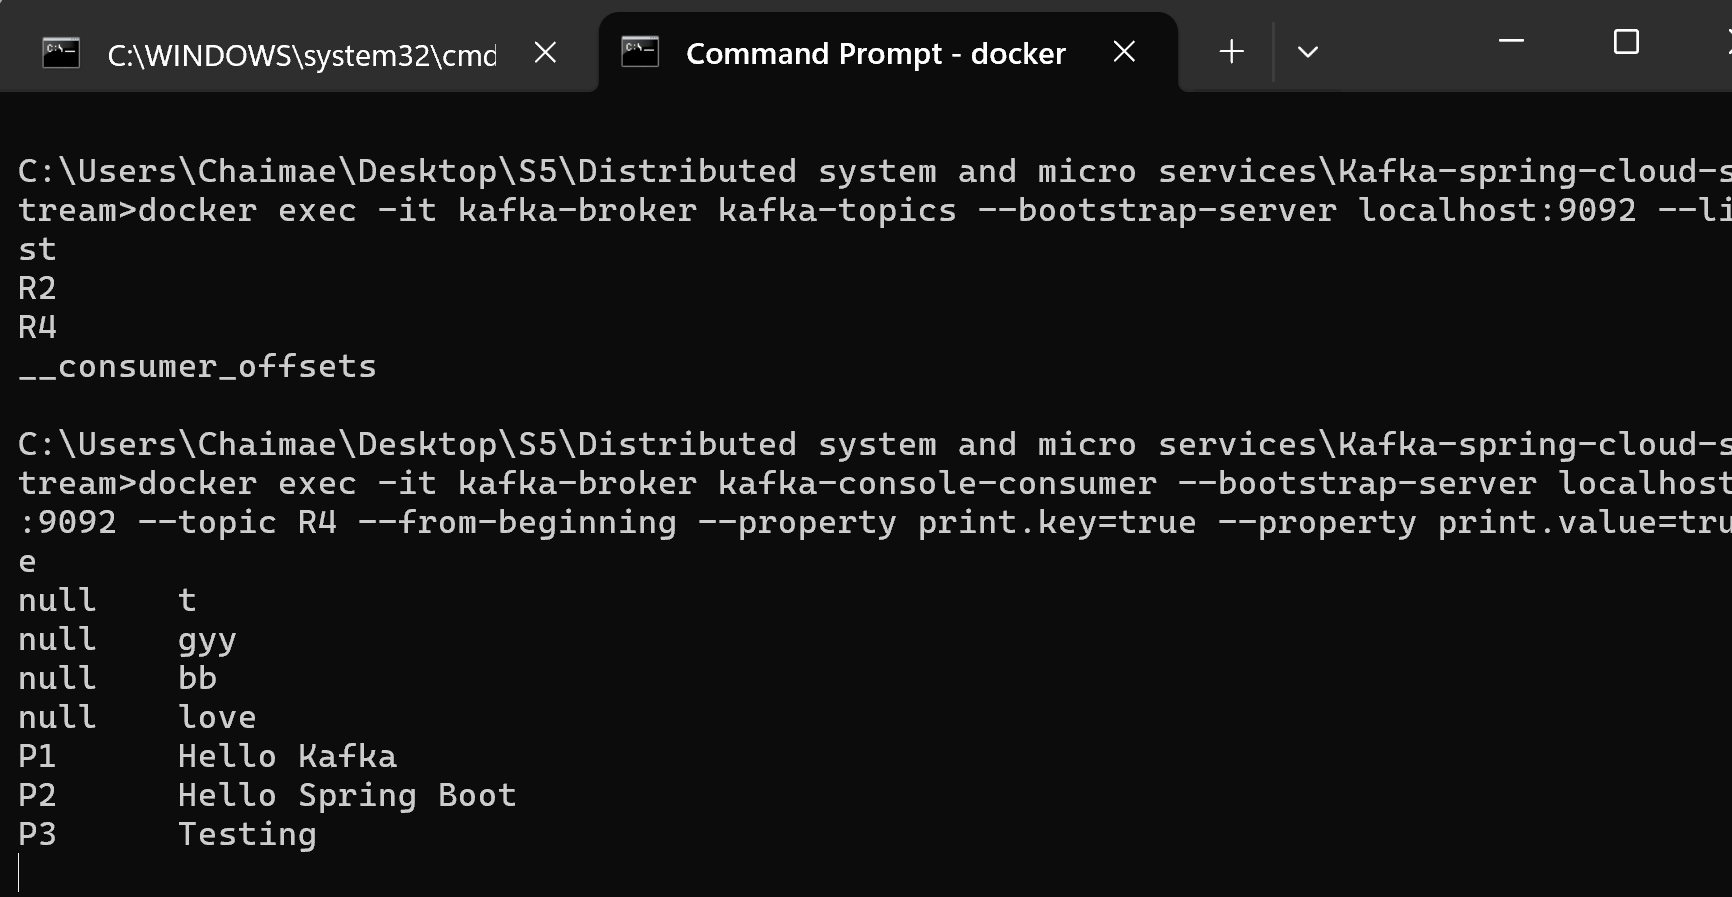 C:\WINDOWS\system32\cmd
Command Prompt - docker
C:\Users\Chaimae\Desktop\S5\Distributed system and micro services\Kafka-spring-cloud-s
tream>docker exec -it kafka-broker kafka-topics --bootstrap-server localhost:9092 --li
st
R2
R4
__consumer_offsets
C:\Users\Chaimae\Desktop\S5\Distributed system and micro services\Kafka-spring-cloud-s
tream>docker exec -it kafka-broker kafka-console-consumer --bootstrap-server localhost
:9092 --topic R4 --from-beginning --property print.key=true --property print.value=tru
e
null    t
null    gyy
null    bb
null    love
P1      Hello Kafka
P2      Hello Spring Boot
P3      Testing